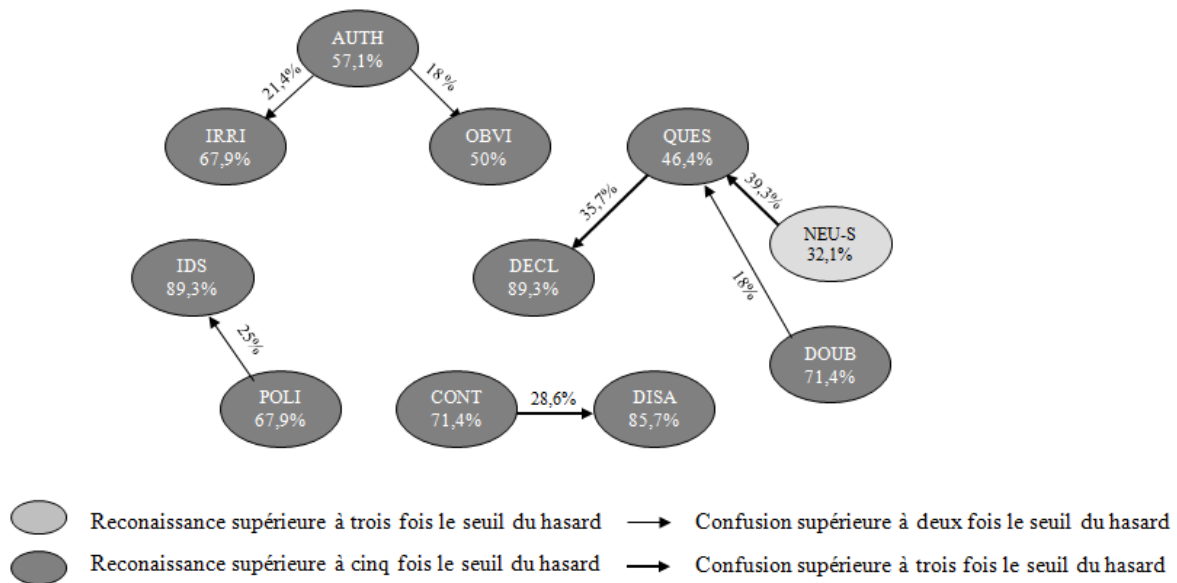 AUTH
57,1%
21,4%
18%
IRRI
67,9%
OBVI
50%
QUES
46,4%
39,3%
35,7%
NEU-S
32,1%
IDS
89,3%
DECL
89,3%
18%
25%
DOUB
71,4%
POLI
67,9%
CONT
71,4%
28,6%
DISA
85,7%
Reconaissance supérieure à trois fois le seuil du hasard
Confusion supérieure à deux fois le seuil du hasard
Reconaissance supérieure à cinq fois le seuil du hasard
Confusion supérieure à trois fois le seuil du hasard